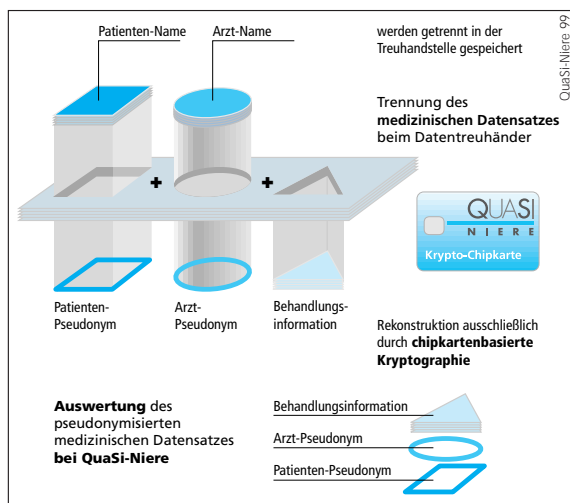 Patienten-Name
Arzt-Name
werden getrennt in der
Treuhandstelle gespeichert
QuaSi-Niere 99
Trennung des
medizinischen Datensatzes
beim Datentreuhänder
+
+
QUASI
NIERE
Krypto-Chipkarte
Patienten-
Pseudonym
Arzt-
Pseudonym
Behandlungs-
information
Rekonstruktion ausschließlich
durch chipkartenbasierte
Kryptographie
Auswertung des
pseudonymisierten
medizinischen Datensatzes
bei QuaSi-Niere
Behandlungsinformation
Arzt-Pseudonym
Patienten-Pseudonym